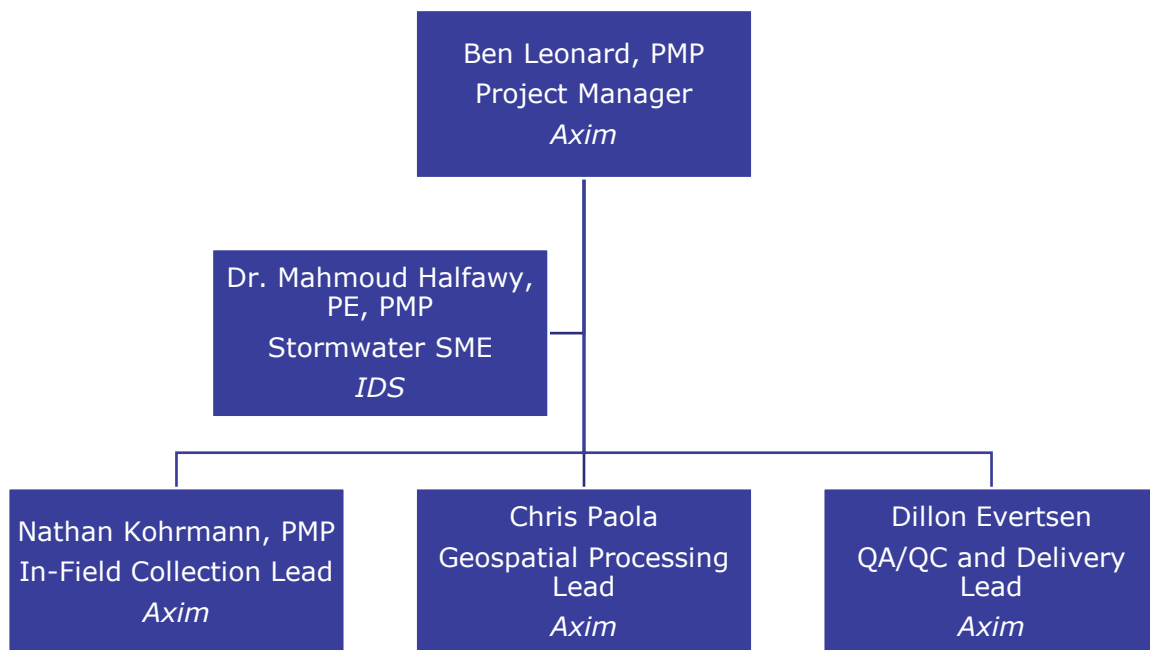 Ben Leonard, PMP
Project Manager
Axim
Dr. Mahmoud Halfawy,
PE, PMP
Stormwater SME
IDS
Nathan Kohrmann, PMP
In-Field Collection Lead
Axim
Chris Paola
Geospatial Processing
Lead
Axim
Dillon Evertsen
QA/QC and Delivery
Lead
Axim